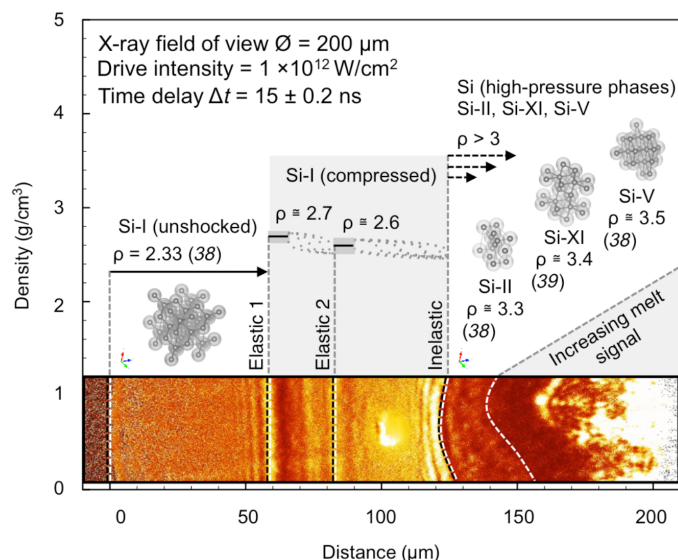 X-ray field of view Ø = 200 µm
Drive intensity = 1 ×10¹² W/cm²
Time delay Δt = 15 ± 0.2 ns
Si (high-pressure phases)
Si-II, Si-XI, Si-V
ρ > 3
Si-I (compressed)
Si-I (unshocked)
ρ = 2.33 (38)
ρ ≅ 2.7
ρ ≅ 2.6
Si-V
ρ ≅ 3.5
(38)
Si-XI
ρ ≅ 3.4
(39)
Si-II
ρ ≅ 3.3
(38)
Elastic 1
Elastic 2
Inelastic
Increasing melt
signal
Density (g/cm³)
5
4
3
2
1
0
0
50
100
150
200
Distance (µm)